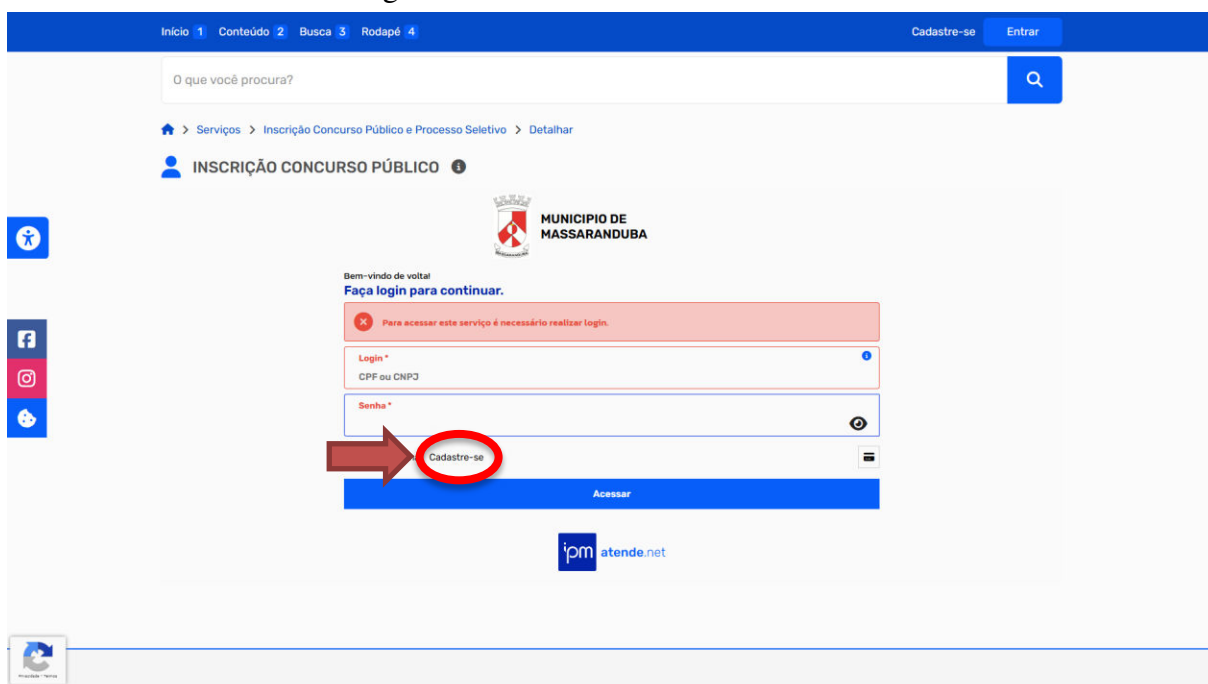 Início 1 Conteúdo 2 Busca 3 Rodapé 4 Cadastre-se Entrar
O que você procura?
Serviços > Inscrição Concurso Público e Processo Seletivo > Detalhar
INSCRIÇÃO CONCURSO PÚBLICO
MUNICIPIO DE
MASSARANDUBA
Bem-vindo de volta!
Faça login para continuar.
Para acessar este serviço é necessário realizar login.
Login *
CPF ou CNPJ
Senha *
Cadastre-se
Acessar
ipm atende.net
Privacidade - Termos